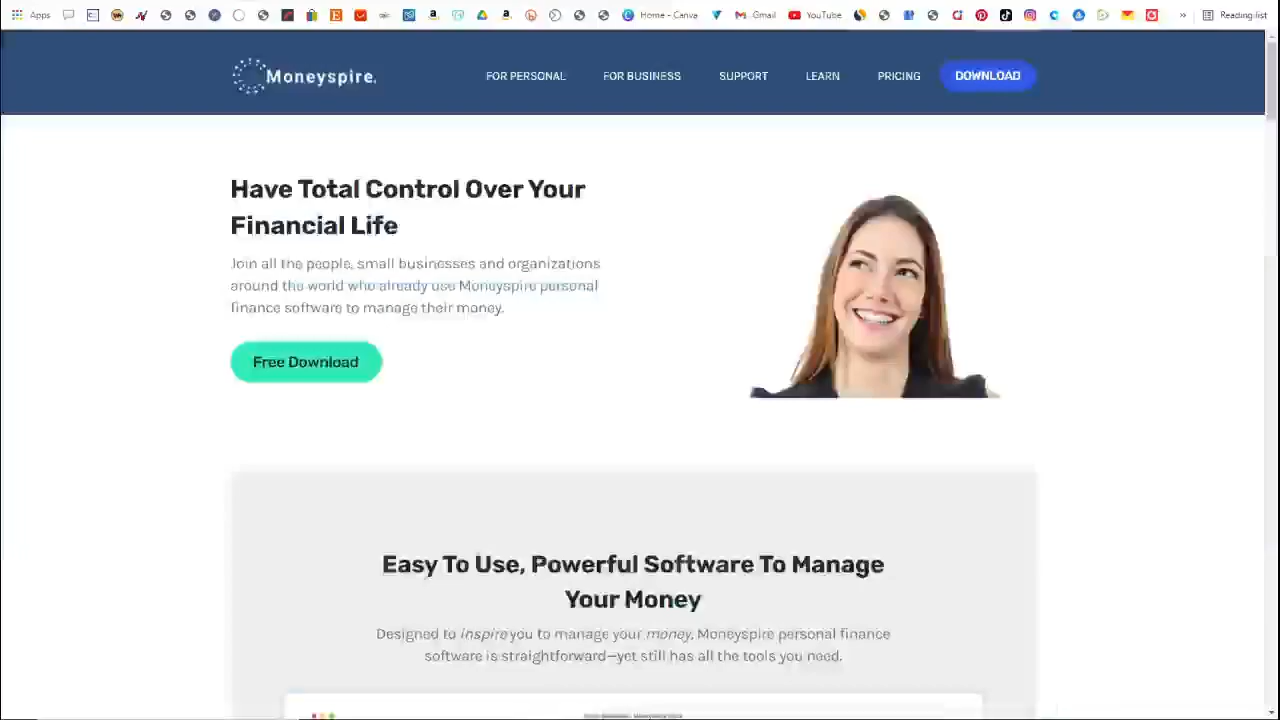 Apps
Home - Canva
Gmail
YouTube
»
Reading list
Moneyspire.
FOR PERSONAL
FOR BUSINESS
SUPPORT
LEARN
PRICING
DOWNLOAD
Have Total Control Over Your
Financial Life
Join all the people, small businesses and organizations
around the world who already use Moneyspire personal
finance software to manage their money.
Free Download
Easy To Use, Powerful Software To Manage
Your Money
Designed to inspire you to manage your money, Moneyspire personal finance
software is straightforward—yet still has all the tools you need.